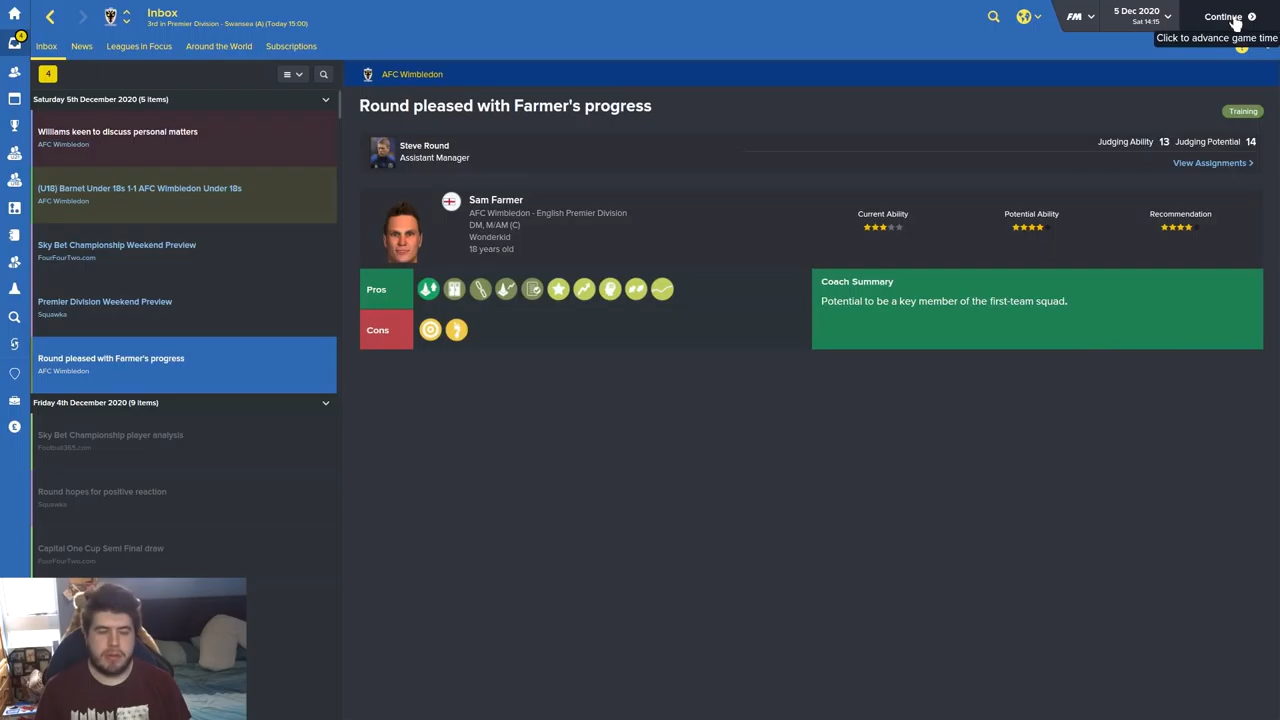 Inbox
3rd in Premier Division - Swansea (A) (Today 15:00)
FM
5 Dec 2020
Sat 14:15
Continue
Click to advance game time
4
Inbox
News
Leagues in Focus
Around the World
Subscriptions
4
AFC Wimbledon
Saturday 5th December 2020 (5 items)
Williams keen to discuss personal matters
AFC Wimbledon
(U18) Barnet Under 18s 1-1 AFC Wimbledon Under 18s
AFC Wimbledon
Sky Bet Championship Weekend Preview
FourFourTwo.com
Premier Division Weekend Preview
Squawka
Round pleased with Farmer's progress
AFC Wimbledon
Friday 4th December 2020 (9 items)
Sky Bet Championship player analysis
Football365.com
Round hopes for positive reaction
Squawka
Capital One Cup Semi Final draw
FourFourTwo.com
Round pleased with Farmer's progress
Training
Steve Round
Assistant Manager
Judging Ability 13 Judging Potential 14
View Assignments >
Sam Farmer
AFC Wimbledon - English Premier Division
DM, M/AM (C)
Wonderkid
18 years old
Current Ability
Potential Ability
Recommendation
Pros
Cons
Coach Summary
Potential to be a key member of the first-team squad.